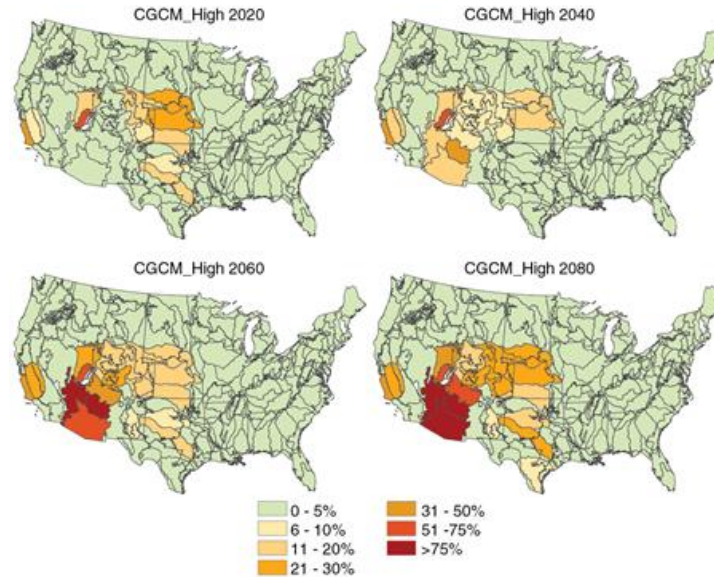 CGCM_High 2020
CGCM_High 2040
CGCM_High 2060
CGCM_High 2080
0 - 5%
6 - 10%
11 - 20%
21 - 30%
31 - 50%
51 -75%
>75%